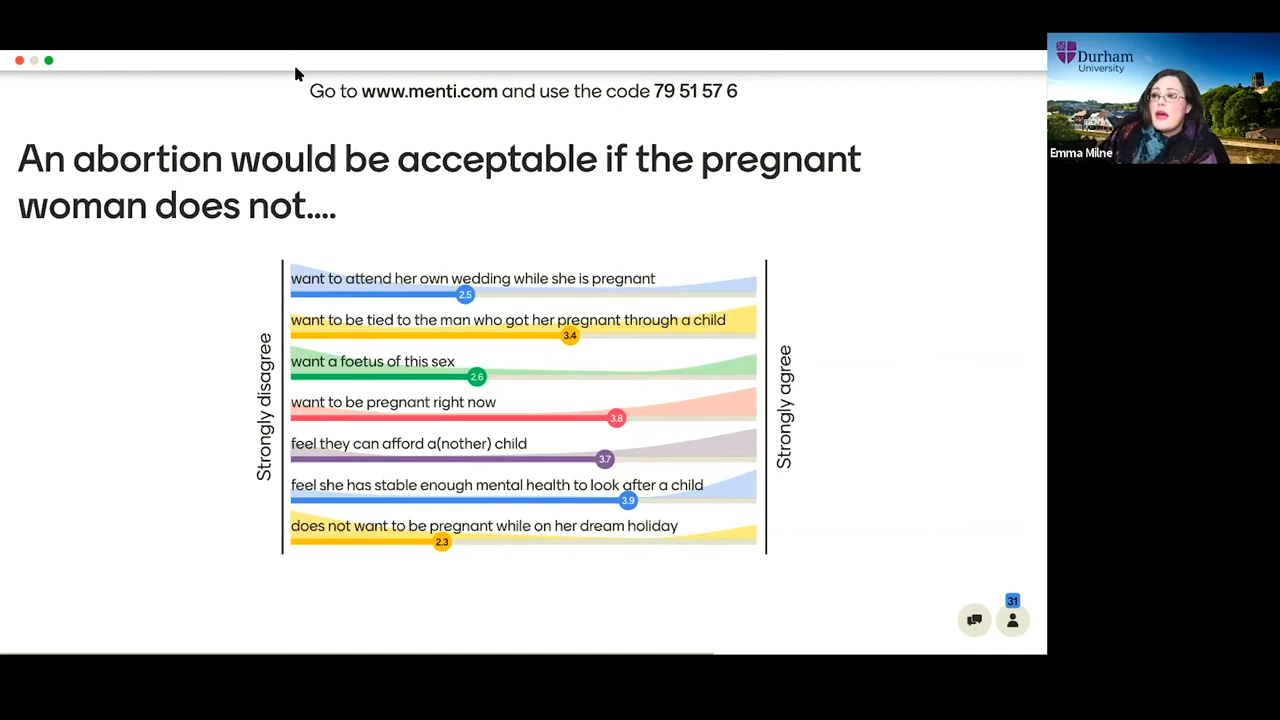 Go to www.menti.com and use the code 79 51 57 6
Durham
University
Emma Milne
An abortion would be acceptable if the pregnant
woman does not....
Strongly disagree
want to attend her own wedding while she is pregnant
2.5
want to be tied to the man who got her pregnant through a child
3.4
want a foetus of this sex
2.6
want to be pregnant right now
3.8
feel they can afford a(nother) child
3.7
feel she has stable enough mental health to look after a child
3.9
does not want to be pregnant while on her dream holiday
2.3
Strongly agree
31